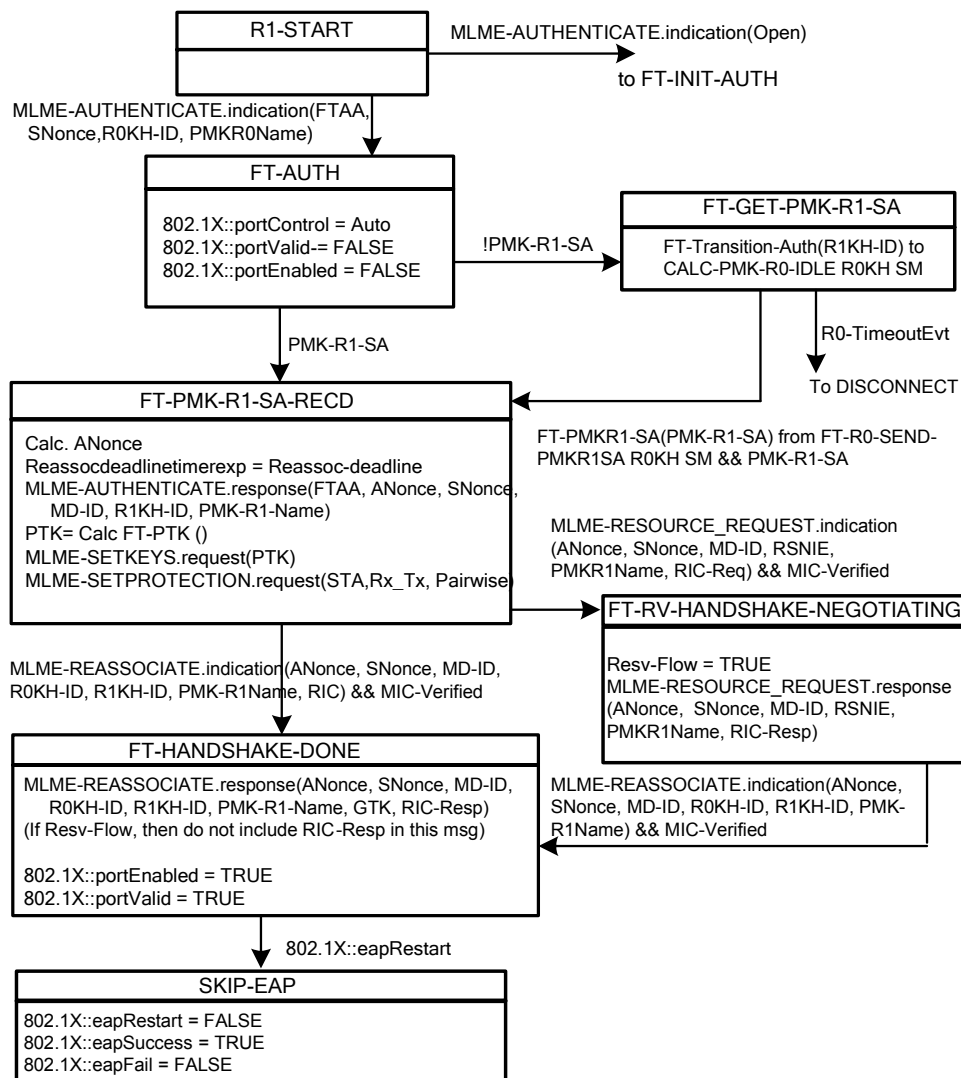 R1-START
MLME-AUTHENTICATE.indication(Open)
to FT-INIT-AUTH
MLME-AUTHENTICATE.indication(FTAA,
SNonce,R0KH-ID, PMKR0Name)
FT-AUTH
802.1X::portControl = Auto
802.1X::portValid-= FALSE
802.1X::portEnabled = FALSE
!PMK-R1-SA
FT-GET-PMK-R1-SA
FT-Transition-Auth(R1KH-ID) to
CALC-PMK-R0-IDLE R0KH SM
R0-TimeoutEvt
To DISCONNECT
PMK-R1-SA
FT-PMK-R1-SA-RECD
Calc. ANonce
Reassocdeadlinetimerexp = Reassoc-deadline
MLME-AUTHENTICATE.response(FTAA, ANonce, SNonce,
MD-ID, R1KH-ID, PMK-R1-Name)
PTK= Calc FT-PTK ()
MLME-SETKEYS.request(PTK)
MLME-SETPROTECTION.request(STA,Rx_Tx, Pairwise)
FT-PMKR1-SA(PMK-R1-SA) from FT-R0-SEND-
PMKR1SA R0KH SM && PMK-R1-SA
MLME-RESOURCE_REQUEST.indication
(ANonce, SNonce, MD-ID, RSNIE,
PMKR1Name, RIC-Req) && MIC-Verified
FT-RV-HANDSHAKE-NEGOTIATING
Resv-Flow = TRUE
MLME-RESOURCE_REQUEST.response
(ANonce, SNonce, MD-ID, RSNIE,
PMKR1Name, RIC-Resp)
MLME-REASSOCIATE.indication(ANonce, SNonce, MD-ID,
R0KH-ID, R1KH-ID, PMK-R1Name, RIC) && MIC-Verified
FT-HANDSHAKE-DONE
MLME-REASSOCIATE.response(ANonce, SNonce, MD-ID,
R0KH-ID, R1KH-ID, PMK-R1-Name, GTK, RIC-Resp)
(If Resv-Flow, then do not include RIC-Resp in this msg)
802.1X::portEnabled = TRUE
802.1X::portValid = TRUE
MLME-REASSOCIATE.indication(ANonce,
SNonce, MD-ID, R0KH-ID, R1KH-ID, PMK-
R1Name) && MIC-Verified
802.1X::eapRestart
SKIP-EAP
802.1X::eapRestart = FALSE
802.1X::eapSuccess = TRUE
802.1X::eapFail = FALSE